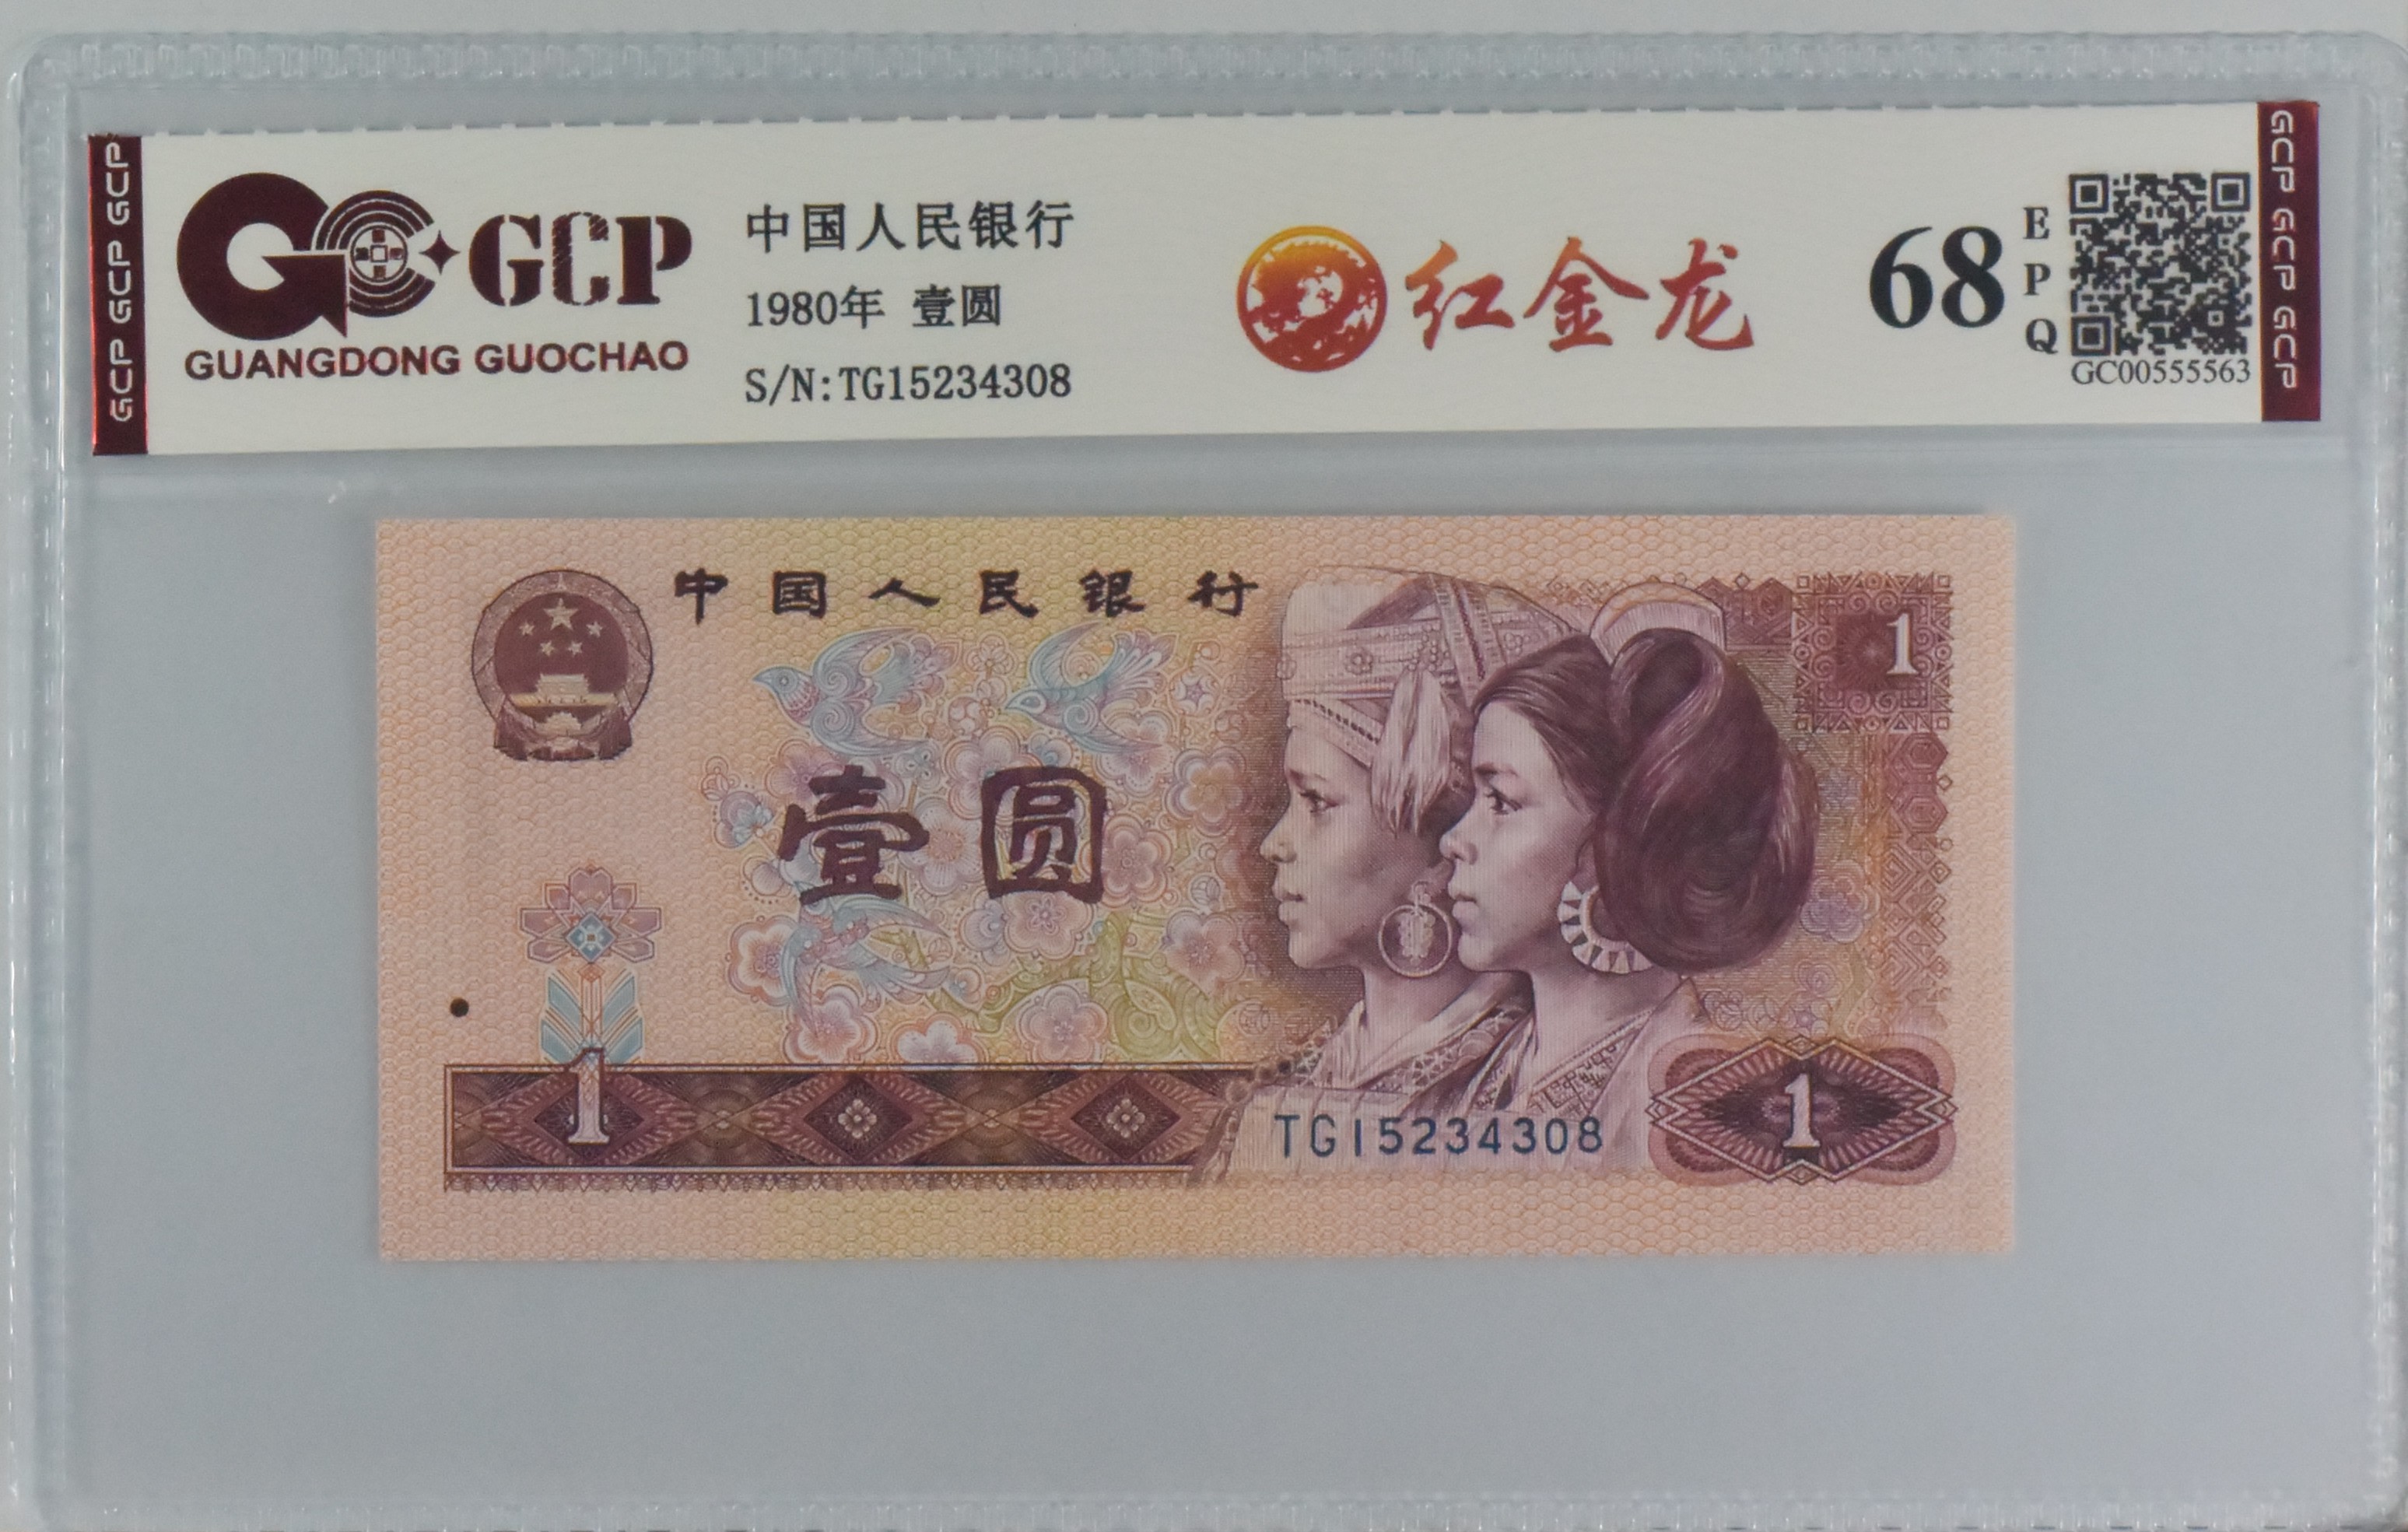 GCP GCP GCP
GCP
GUANGDONG GUOCHAO
中国人民银行
1980年 壹圆
S/N:TG15234308
红金龙
68
E
P
Q
GC00555563
GCP GCP GCP
中国人民银行
1
壹圆
1
TG15234308
1